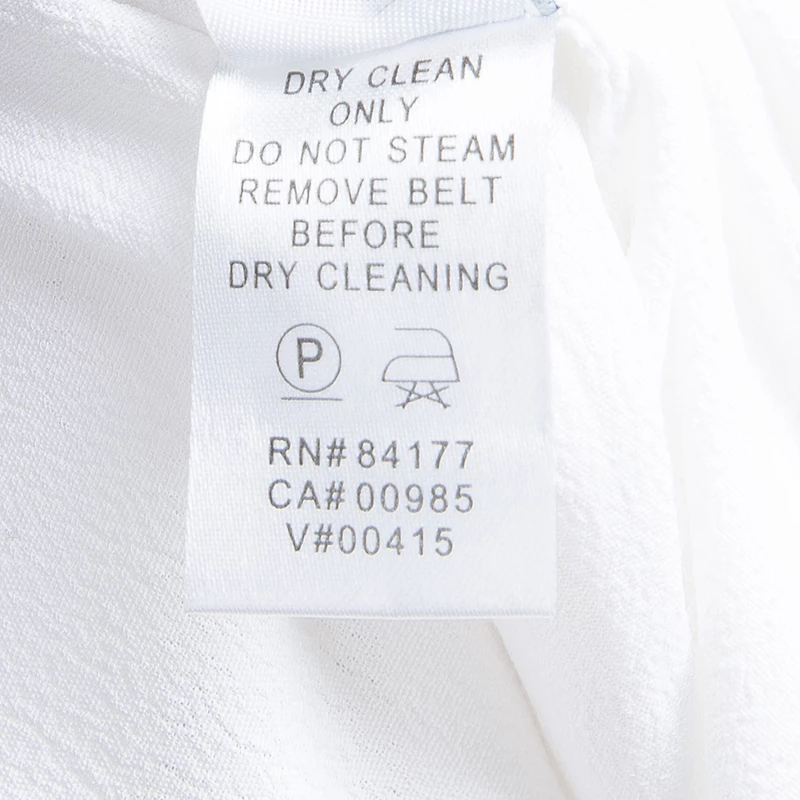 DRY CLEAN
ONLY
DO NOT STEAM
REMOVE BELT
BEFORE
DRY CLEANING
P
RN# 84177
CA# 00985
V#00415